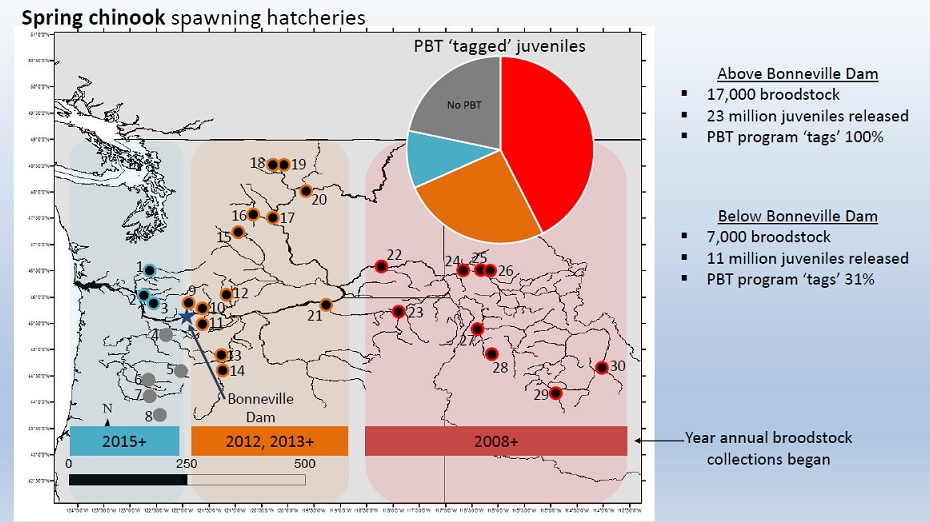 Spring chinook spawning hatcheries
PBT ‘tagged’ juveniles
No PBT
18
19
20
16
17
15
22
24
25
26
1
2
3
9
10
11
12
21
23
27
4
13
14
28
6
7
8
29
30
N
Bonneville
Dam
2015+
2012, 2013+
2008+
0
250
500
Above Bonneville Dam
▪ 17,000 broodstock
▪ 23 million juveniles released
▪ PBT program ‘tags’ 100%
Below Bonneville Dam
▪ 7,000 broodstock
▪ 11 million juveniles released
▪ PBT program ‘tags’ 31%
Year annual broodstock
collections began